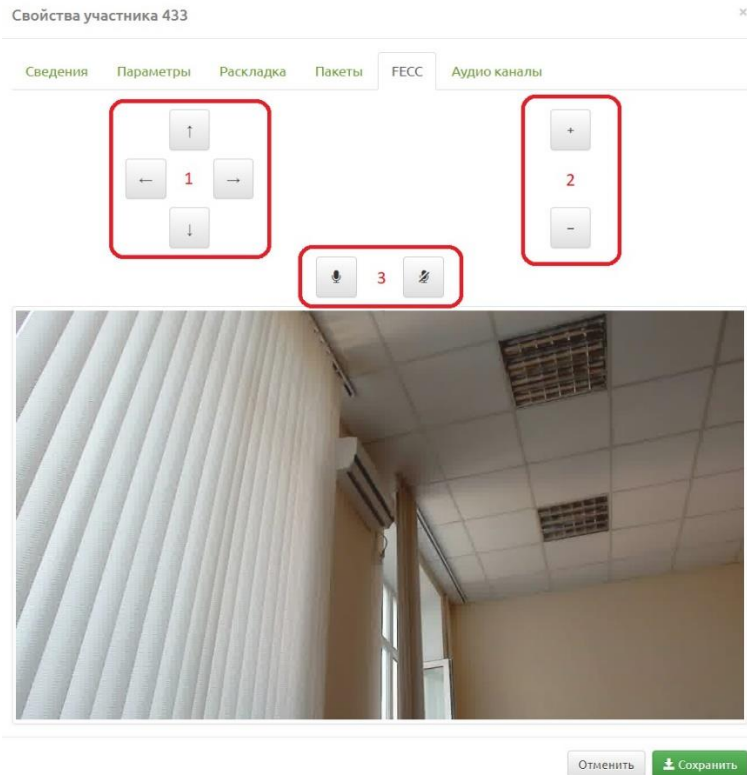 Свойства участника 433 ×
Сведения Параметры Раскладка Пакеты FECC Аудио каналы
↑
+
← 1 →
2
↓
−
3
Отменить Сохранить